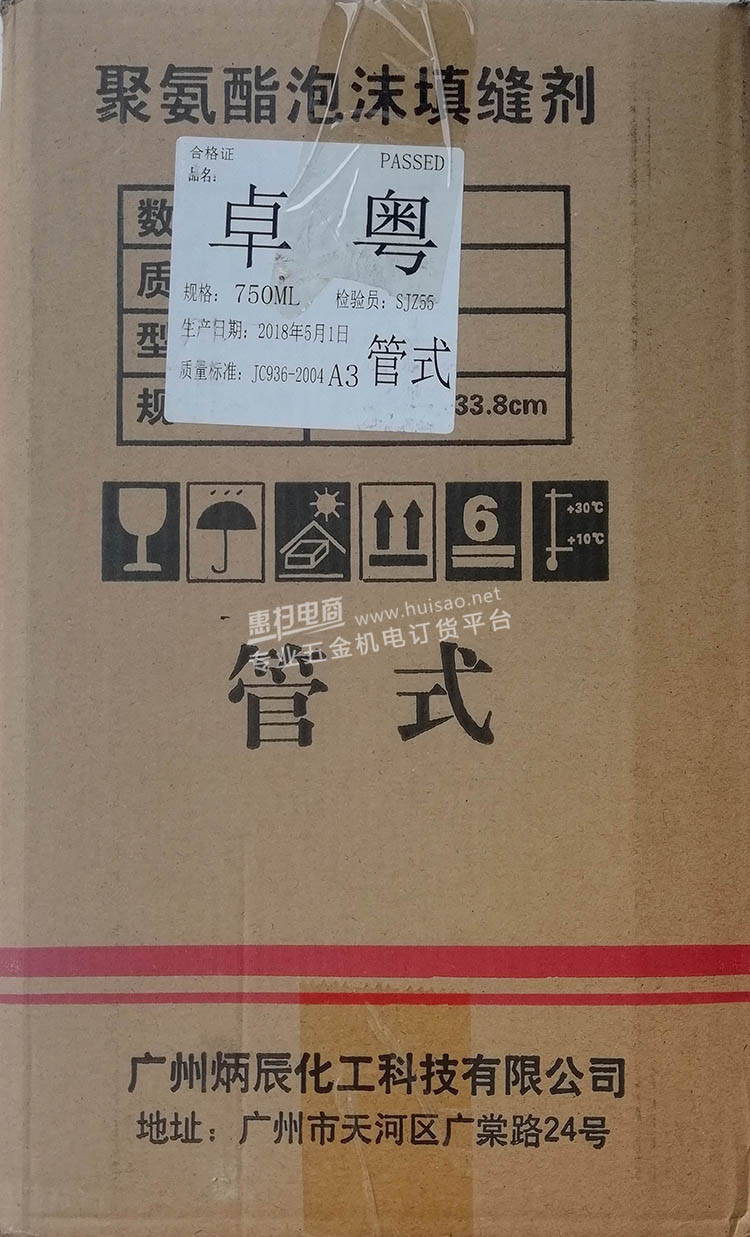 聚氨酯泡沫填缝剂
合格证
PASSED
品名:
卓 粤
数
质
规格: 750ML 检验员: SJZ55
生产日期: 2018年5月1日
型
管式
质量标准: JC936-2004 A3
规
33.8cm
6
+30℃
+10℃
惠扫电商 www.huisao.net
专业五金机电订货平台
管式
广州炳辰化工科技有限公司
地址：广州市天河区广棠路24号